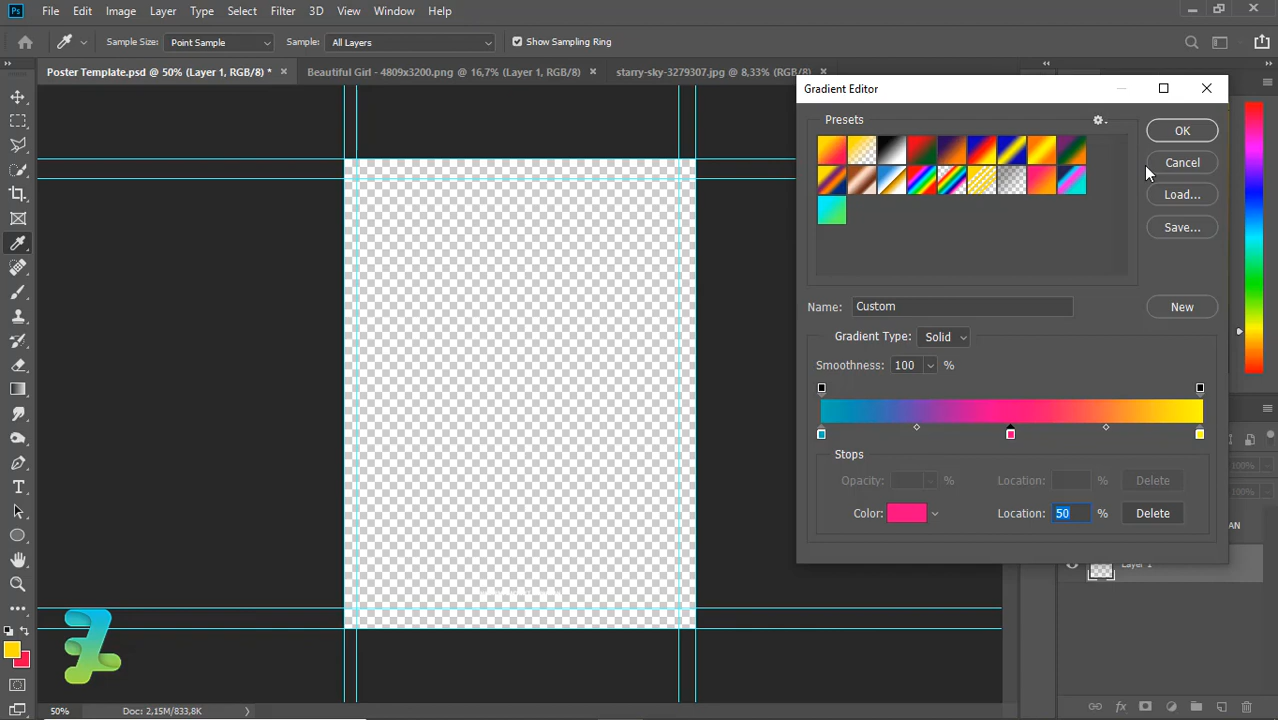 Ps File Edit Image Layer Type Select Filter 3D View Window Help
Sample Size: Point Sample Sample: All Layers Show Sampling Ring
Poster Template.psd @ 50% (Layer 1, RGB/8) * Beautiful Girl - 4809x3200.png @ 16,7% (Layer 1, RGB/8) starry-sky-3279307.jpg @ 8,33% (RGB/8)
Gradient Editor
Presets
OK
Cancel
Load...
Save...
Name: Custom New
Gradient Type: Solid
Smoothness: 100 %
Stops
Opacity: % Location: % Delete
Color: Location: 50 % Delete
100%
100%
AN
Layer 1
50% Doc: 2,15M/833,8K